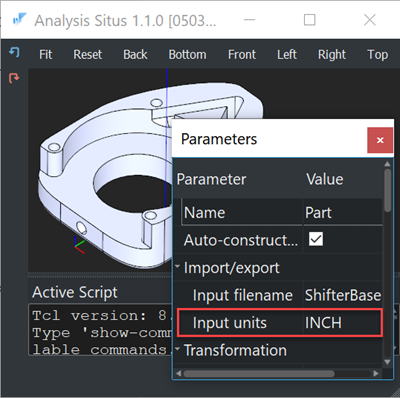 Analysis Situs 1.1.0 [0503...
Fit Reset Back Bottom Front Left Right Top
Parameters
Parameter Value
Name Part
Auto-construct...
Import/export
Input filename ShifterBase
Input units INCH
Transformation
Active Script
Tcl version: 8.
Type 'show-comm
lable commands.